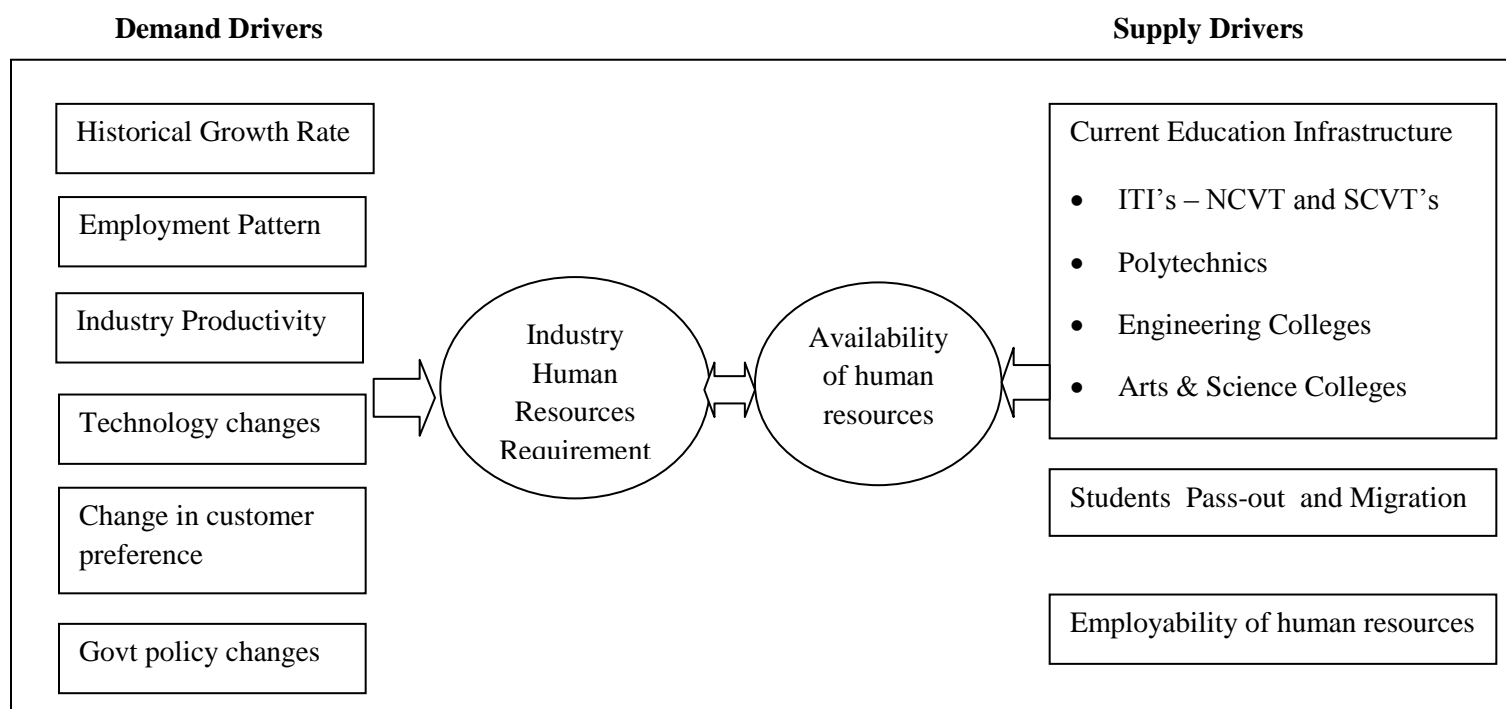 Demand Drivers
Supply Drivers
Historical Growth Rate
Employment Pattern
Industry Productivity
Technology changes
Change in customer
preference
Govt policy changes
Industry
Human
Resources
Requirement
Availability
of human
resources
Current Education Infrastructure
• ITI’s – NCVT and SCVT’s
• Polytechnics
• Engineering Colleges
• Arts & Science Colleges
Students Pass-out and Migration
Employability of human resources